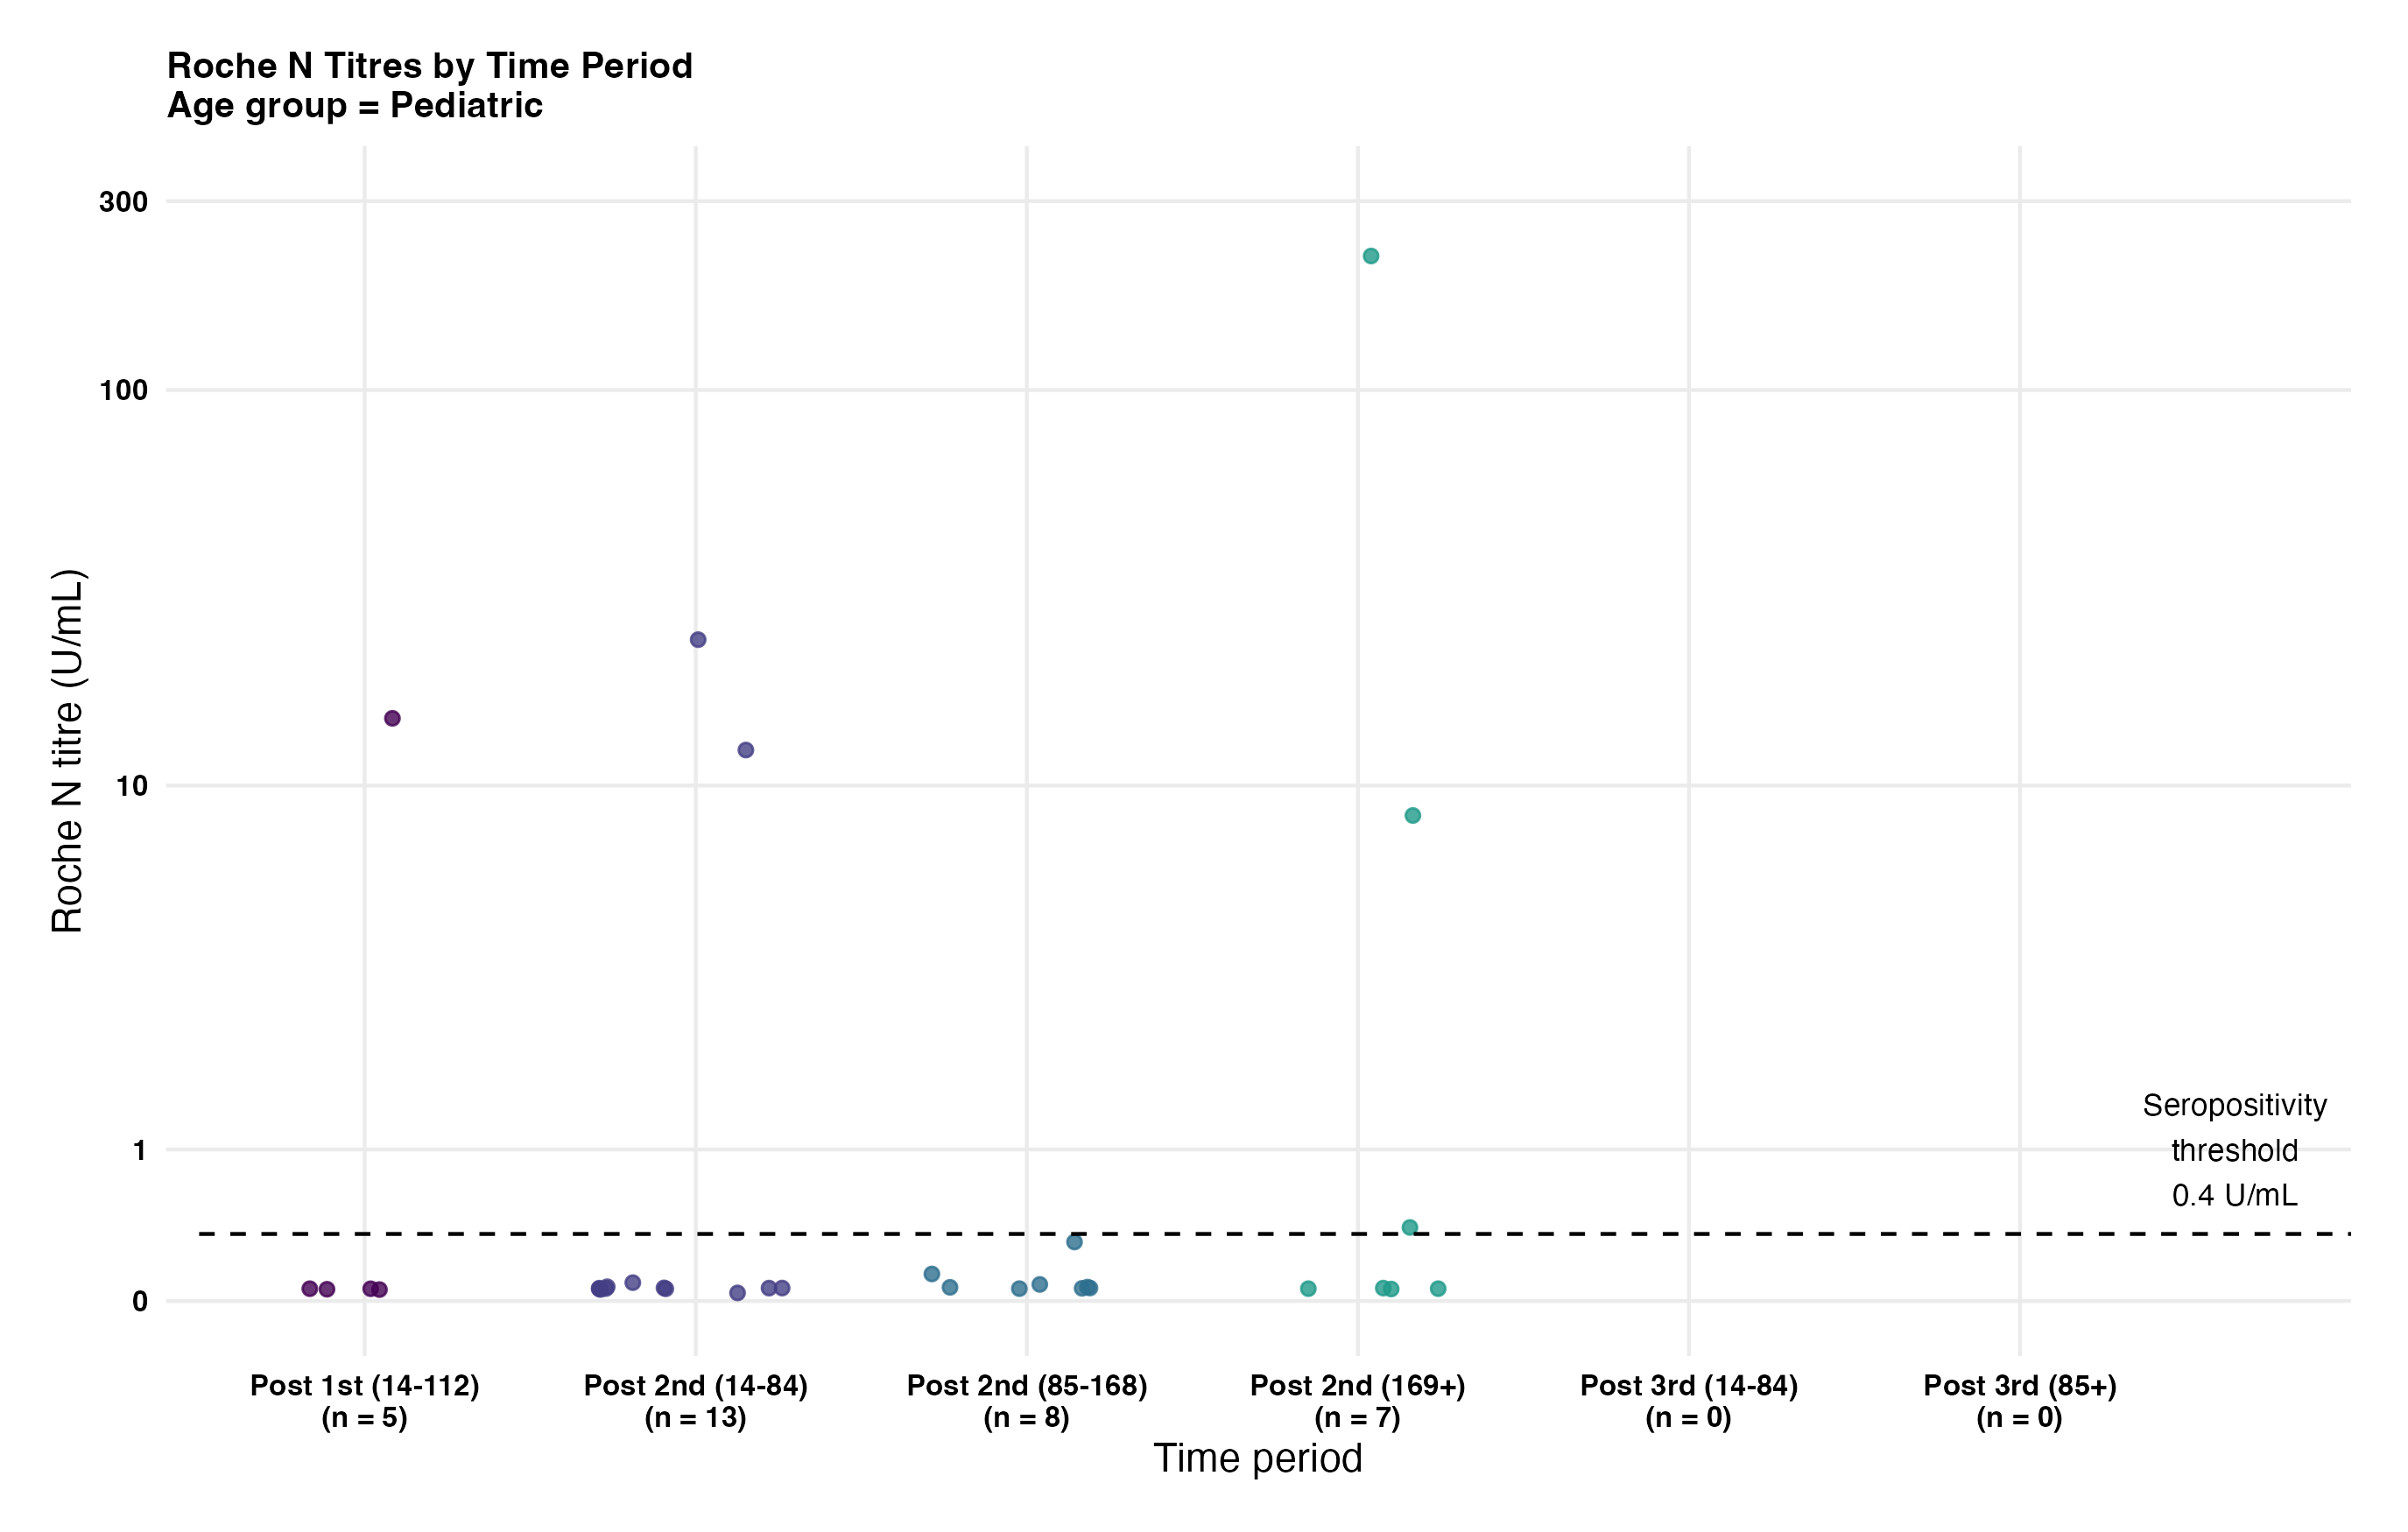 Roche N Titres by Time Period
Age group = Pediatric
Roche N titre (U/mL)
300
100
10
1
0
Seropositivity
threshold
0.4 U/mL
Post 1st (14-112)
(n = 5)
Post 2nd (14-84)
(n = 13)
Post 2nd (85-168)
(n = 8)
Post 2nd (169+)
(n = 7)
Post 3rd (14-84)
(n = 0)
Post 3rd (85+)
(n = 0)
Time period